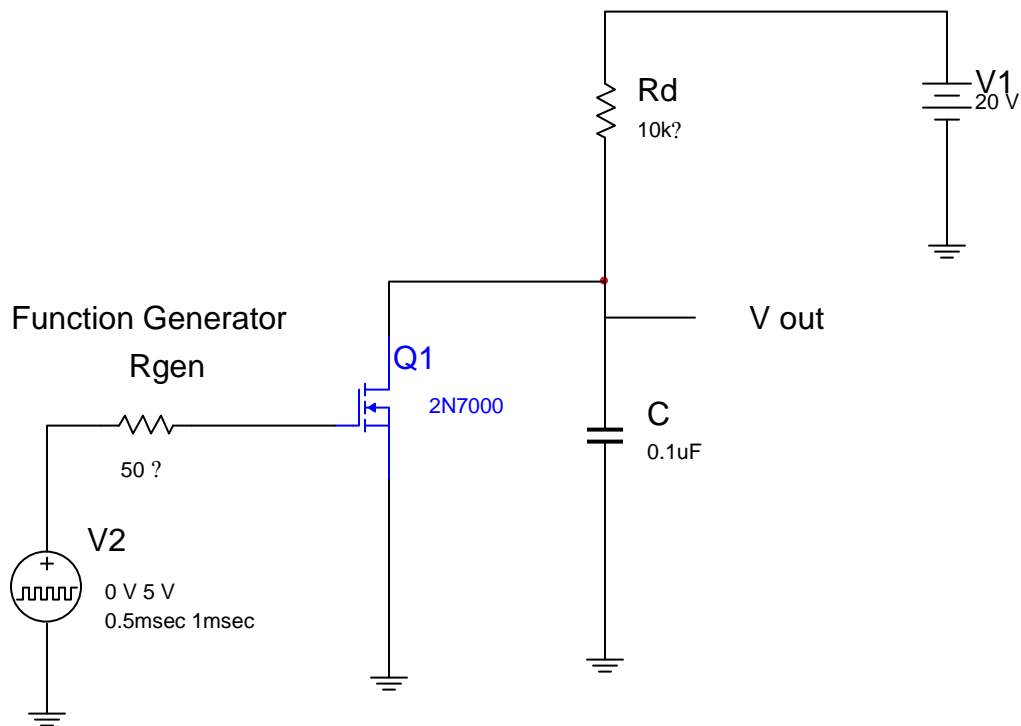 Rd
10k?
V1
20 V
Function Generator
Rgen
V out
Q1
2N7000
C
0.1uF
50 ?
V2
0 V 5 V
0.5msec 1msec